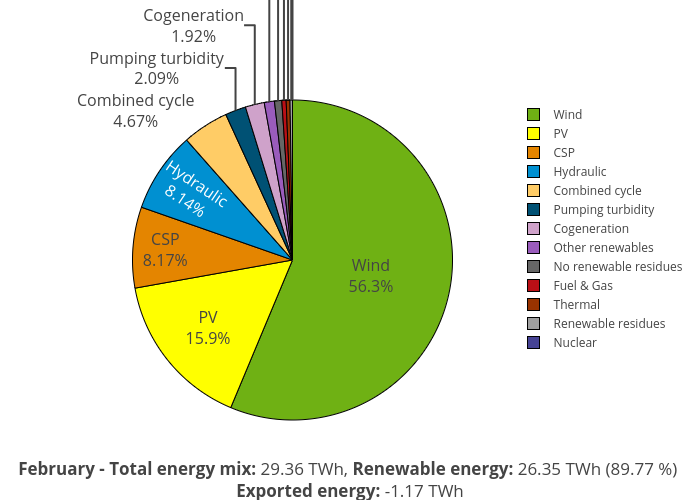 Cogeneration
1.92%
Pumping turbidity
2.09%
Combined cycle
4.67%
Hydraulic
8.14%
CSP
8.17%
PV
15.9%
Wind
56.3%
Wind
PV
CSP
Hydraulic
Combined cycle
Pumping turbidity
Cogeneration
Other renewables
No renewable residues
Fuel & Gas
Thermal
Renewable residues
Nuclear
February - Total energy mix: 29.36 TWh, Renewable energy: 26.35 TWh (89.77 %)
Exported energy: -1.17 TWh